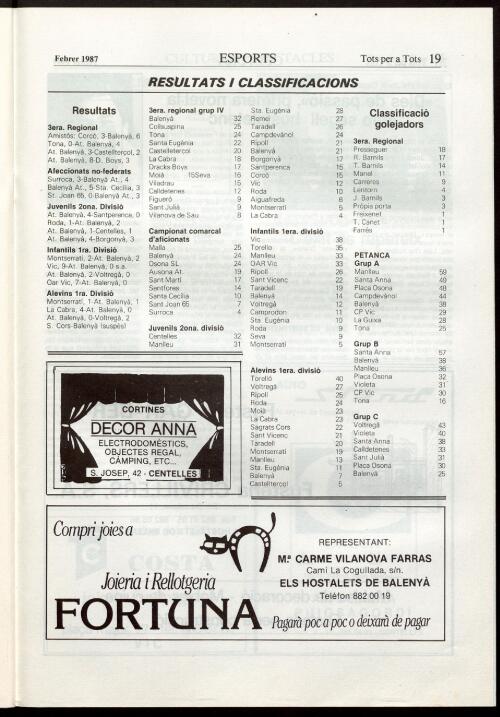 Febrer 1987
ESPORTS
Tots per a Tots 19
RESULTATS I CLASSIFICACIONS
Resultats
3era. Regional
Amistós: Corcó, 3-Balenyà, 6
Tona, 0-At. Balenyà, 4
At. Balenyà, 3-Castelltorçol, 2
At. Balenyà, 8-D. Boys, 3
Afeccionats no-federats
Surroca, 3-Balenyà At., 4
Balenyà At., 5-Sta. Cecília, 3
St. Joan 65, 0-Balenyà At., 3
Juvenils 2ona. Divisió
At. Balenyà, 4-Santperence, 0
Roda, 1-At. Balenyà, 2
At. Balenyà, 1-Centelles, 1
At. Balenyà, 4-Borgonyà, 3
Infantils 1ra. Divisió
Montserrati, 2-At. Balenyà, 2
Vic, 9-At. Balenyà, 0 s.a.
At. Balenyà, 2-Voltregà, 0
Oar Vic, 7-At. Balenyà, 0
Alevins 1ra. Divisió
Montserrati, 1-At. Balenyà, 1
La Cabra, 4-At. Balenyà, 0
At. Balenyà, 0-Voltregà, 2
S. Cors-Balenyà (suspès)
3era. regional grup IV
Balenyà 32
Collsuspina 25
Tona 24
Santa Eugènia 22
Castelltetcol 20
La Cabra 18
Dracks Boys 17
Moià 15Seva 16
Viladrau 15
Calldetenes 12
Figueró 9
Sant Julià 9
Vilanova de Sau 8
Campionat comarcal
d'aficionats
Malla 25
Balenyà 24
Osona SL 24
Ausona At. 19
Sant Martí 17
Sentfores 14
Santa Cecília 10
Sant Joan 65 7
Surroca 4
Juvenils 2ona. divisió
Centelles 32
Manlleu 31
Sta. Eugènia 28
Remei 27
Taradell 26
Campdevànol 24
Ripoll 21
Balenyà 21
Borgonyà 17
Santperenca 15
Corcó 15
Vic 12
Roda 10
Aiguafreda 6
Montserrati 5
La Cabra 4
Infantils 1era. divisió
Vic 38
Torelló 35
Manlleu 33
OAR Vic 33
Ripoll 26
Sant Vicenç 22
Taradell 19
Balenyà 14
Voltregà 12
Camprodon 11
Sta. Eugènia 10
Roda 9
Seva 9
Montserrati 5
Alevins 1era. divisió
Torelló 40
Voltregà 27
Ripoll 25
Roda 24
Moià 23
La Cabra 23
Sagrats Cors 22
Sant Vicenç 21
Taradell 20
Montserrati 19
Manlleu 13
Sta. Eugènia 11
Balenyà 7
Castelltercol 5
Classificació
golejadors
3era. Regional
Presseguer 18
R. Barnils 17
T. Barnils 14
Manel 11
Carreras 9
Lentorn 4
J. Barnils 3
Pròpia porta 3
Freixenet 1
T. Canet 1
Farrés 1
PETANCA
Grup A
Manlleu 59
Santa Anna 49
Plaça Osona 48
Campdevànol 44
Balenyà 38
CP Vic 29
La Guixa 28
Tona 25
Grup B
Santa Anna 57
Balenyà 38
Manlleu 36
Plaça Osona 32
Violeta 31
CP Vic 30
Tona 16
Grup C
Voltregà 43
Violeta 40
Santa Anna 38
Calldetenes 33
Sant Julià 31
Plaça Osona 30
Balenyà 25
CORTINES
DECOR ANNA
ELECTRODOMÈSTICS,
OBJECTES REGAL,
CÀMPING, ETC...
S. JOSEP, 42 - CENTELLES
Compri joies a
Joieria i Rellotgeria
FORTUNA
REPRESENTANT:
M.ª CARME VILANOVA FARRAS
Camí La Cogullada, s/n.
ELS HOSTALETS DE BALENYÀ
Telèfon 882 00 19
Pagarà poc a poc o deixarà de pagar